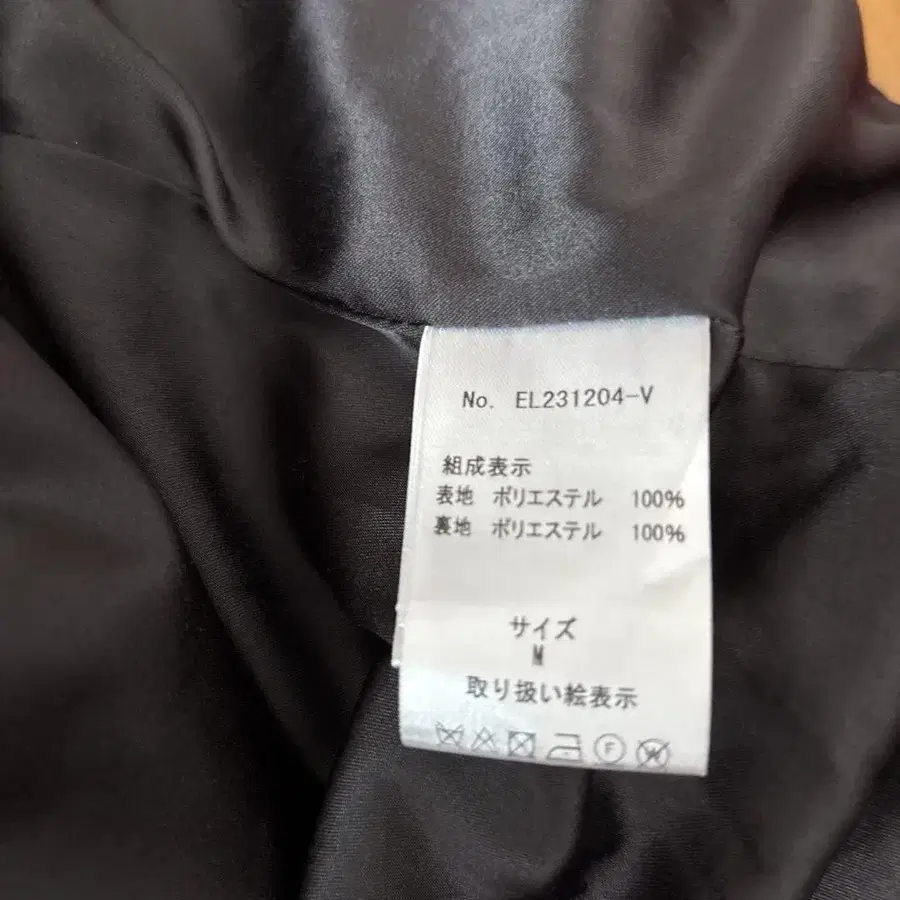 No. EL231204-V
組成表示
表地 ポリエステル 100%
裏地 ポリエステル 100%
サイズ
M
取り扱い絵表示
F W